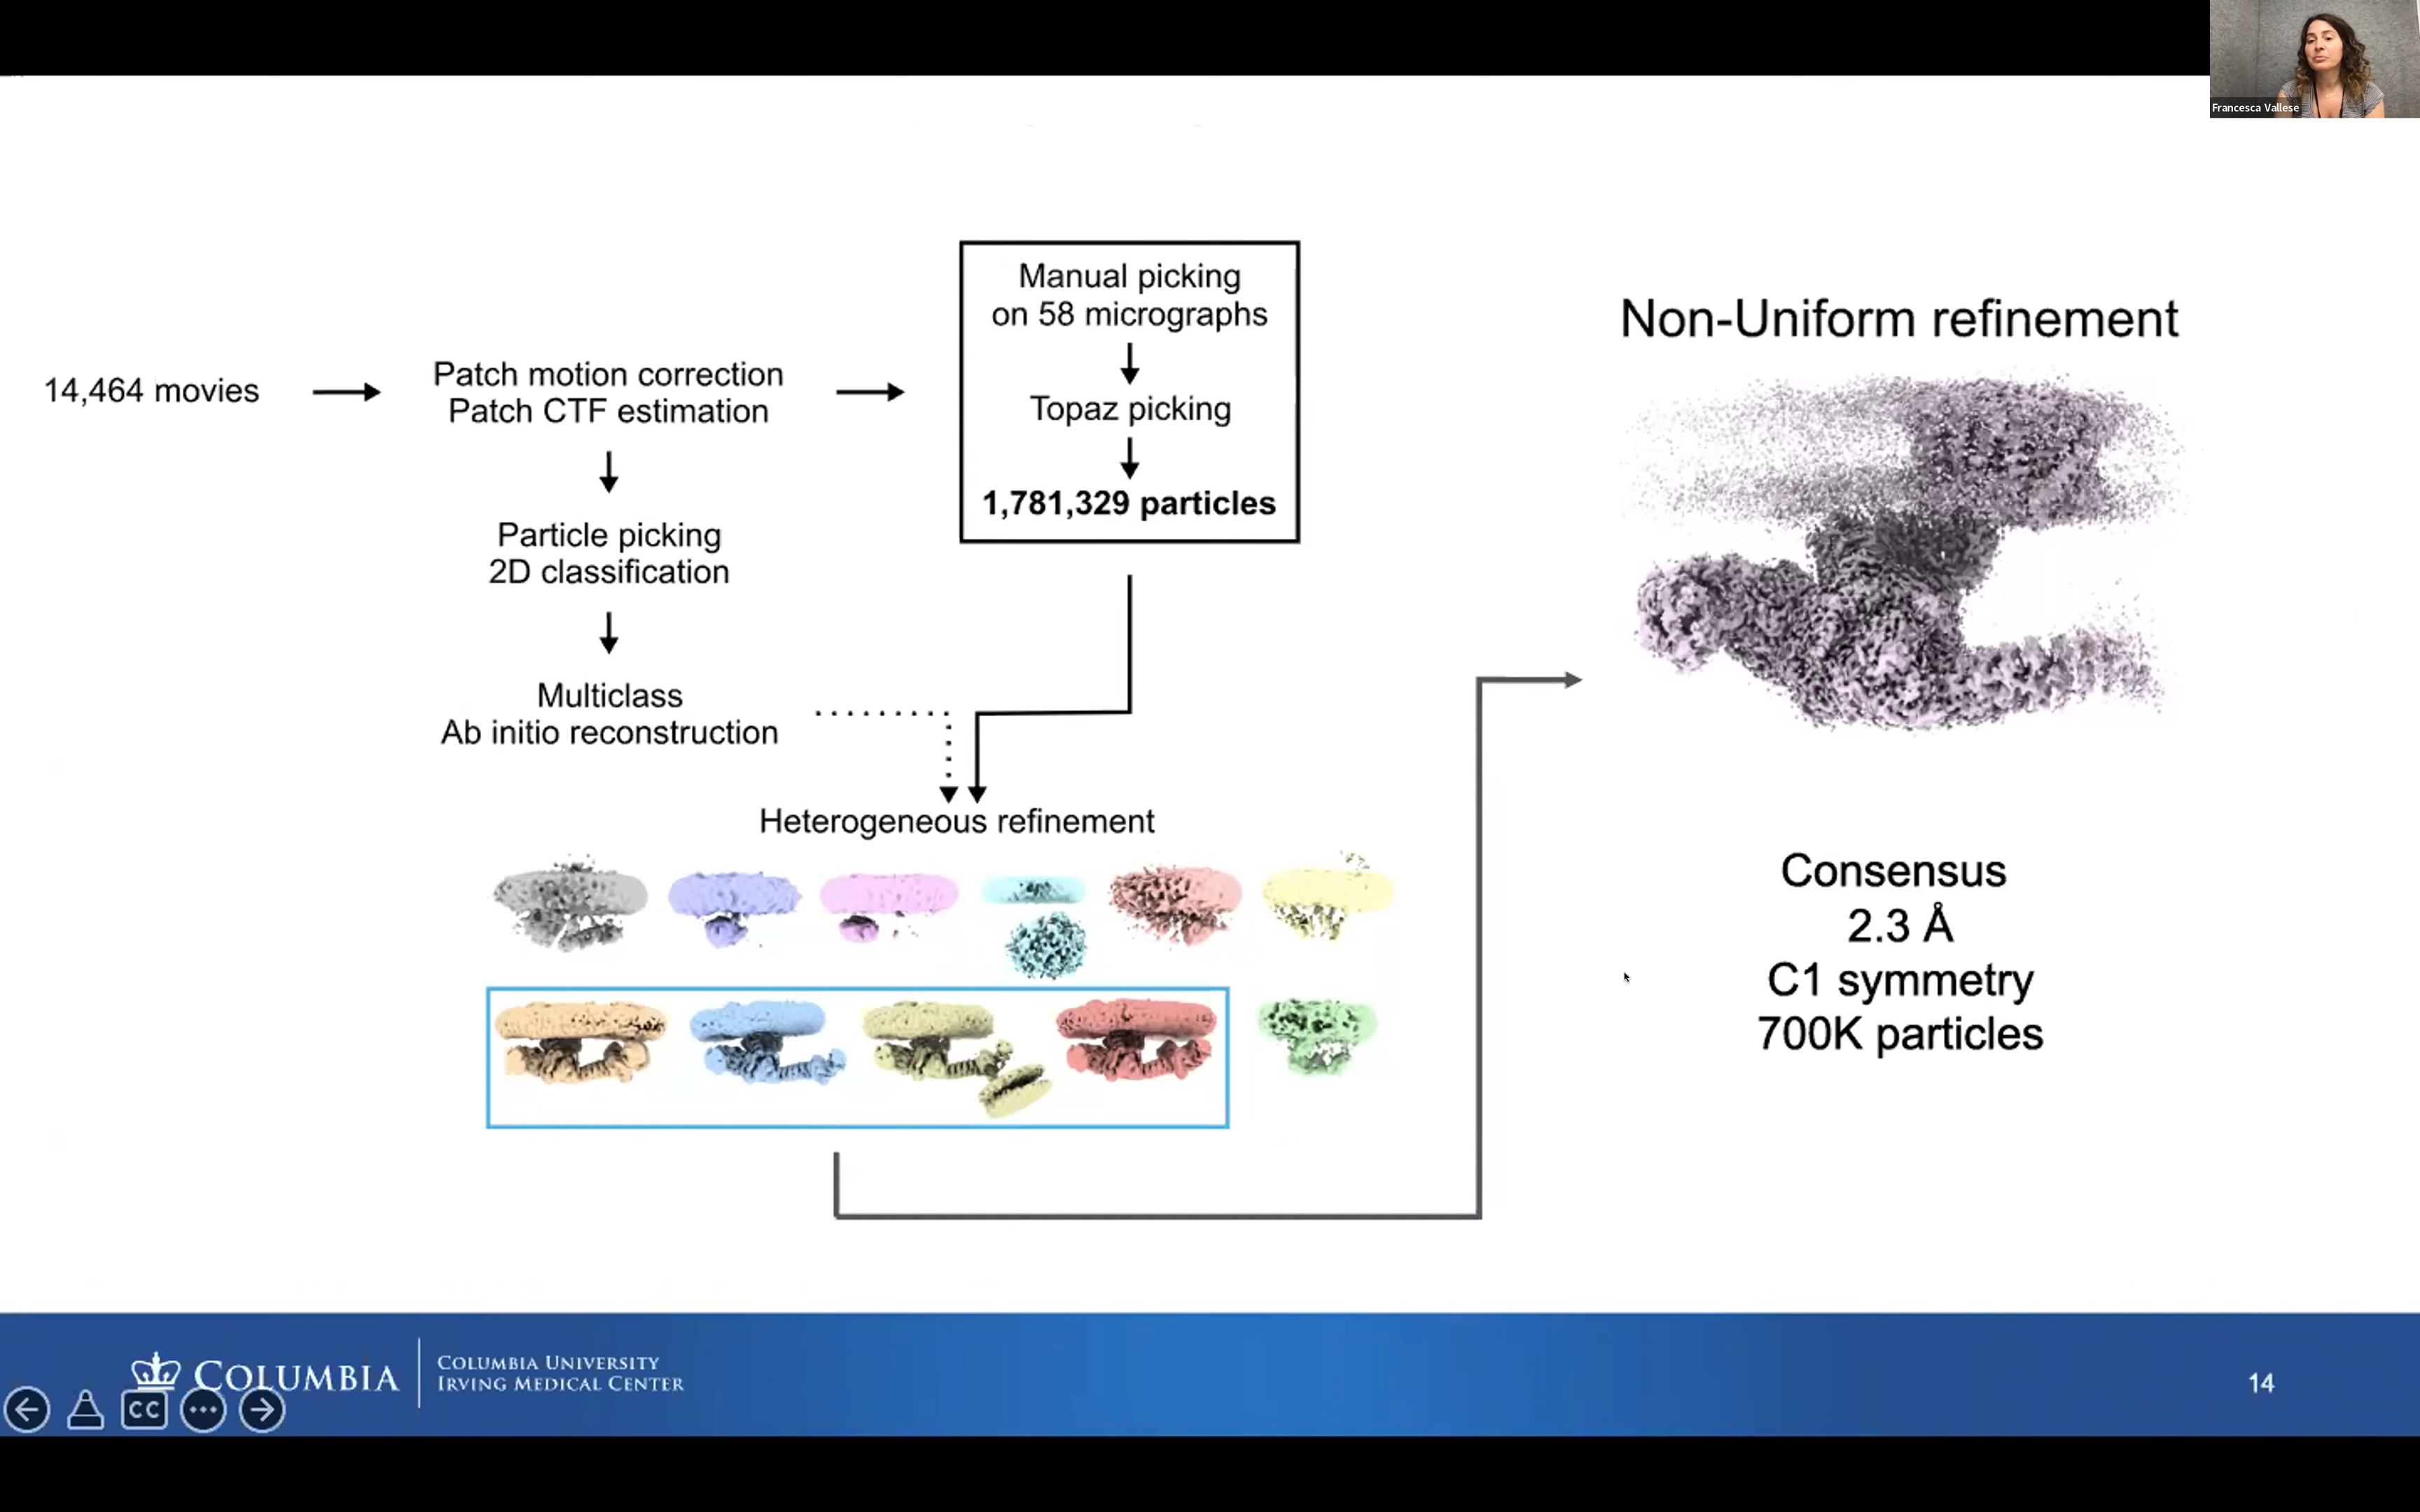 Francesca Vallese
14,464 movies
Patch motion correction
Patch CTF estimation
Particle picking
2D classification
Multiclass
Ab initio reconstruction
Manual picking
on 58 micrographs
Topaz picking
1,781,329 particles
Heterogeneous refinement
Non-Uniform refinement
Consensus
2.3 Å
C1 symmetry
700K particles
COLUMBIA
COLUMBIA UNIVERSITY
IRVING MEDICAL CENTER
CC
14